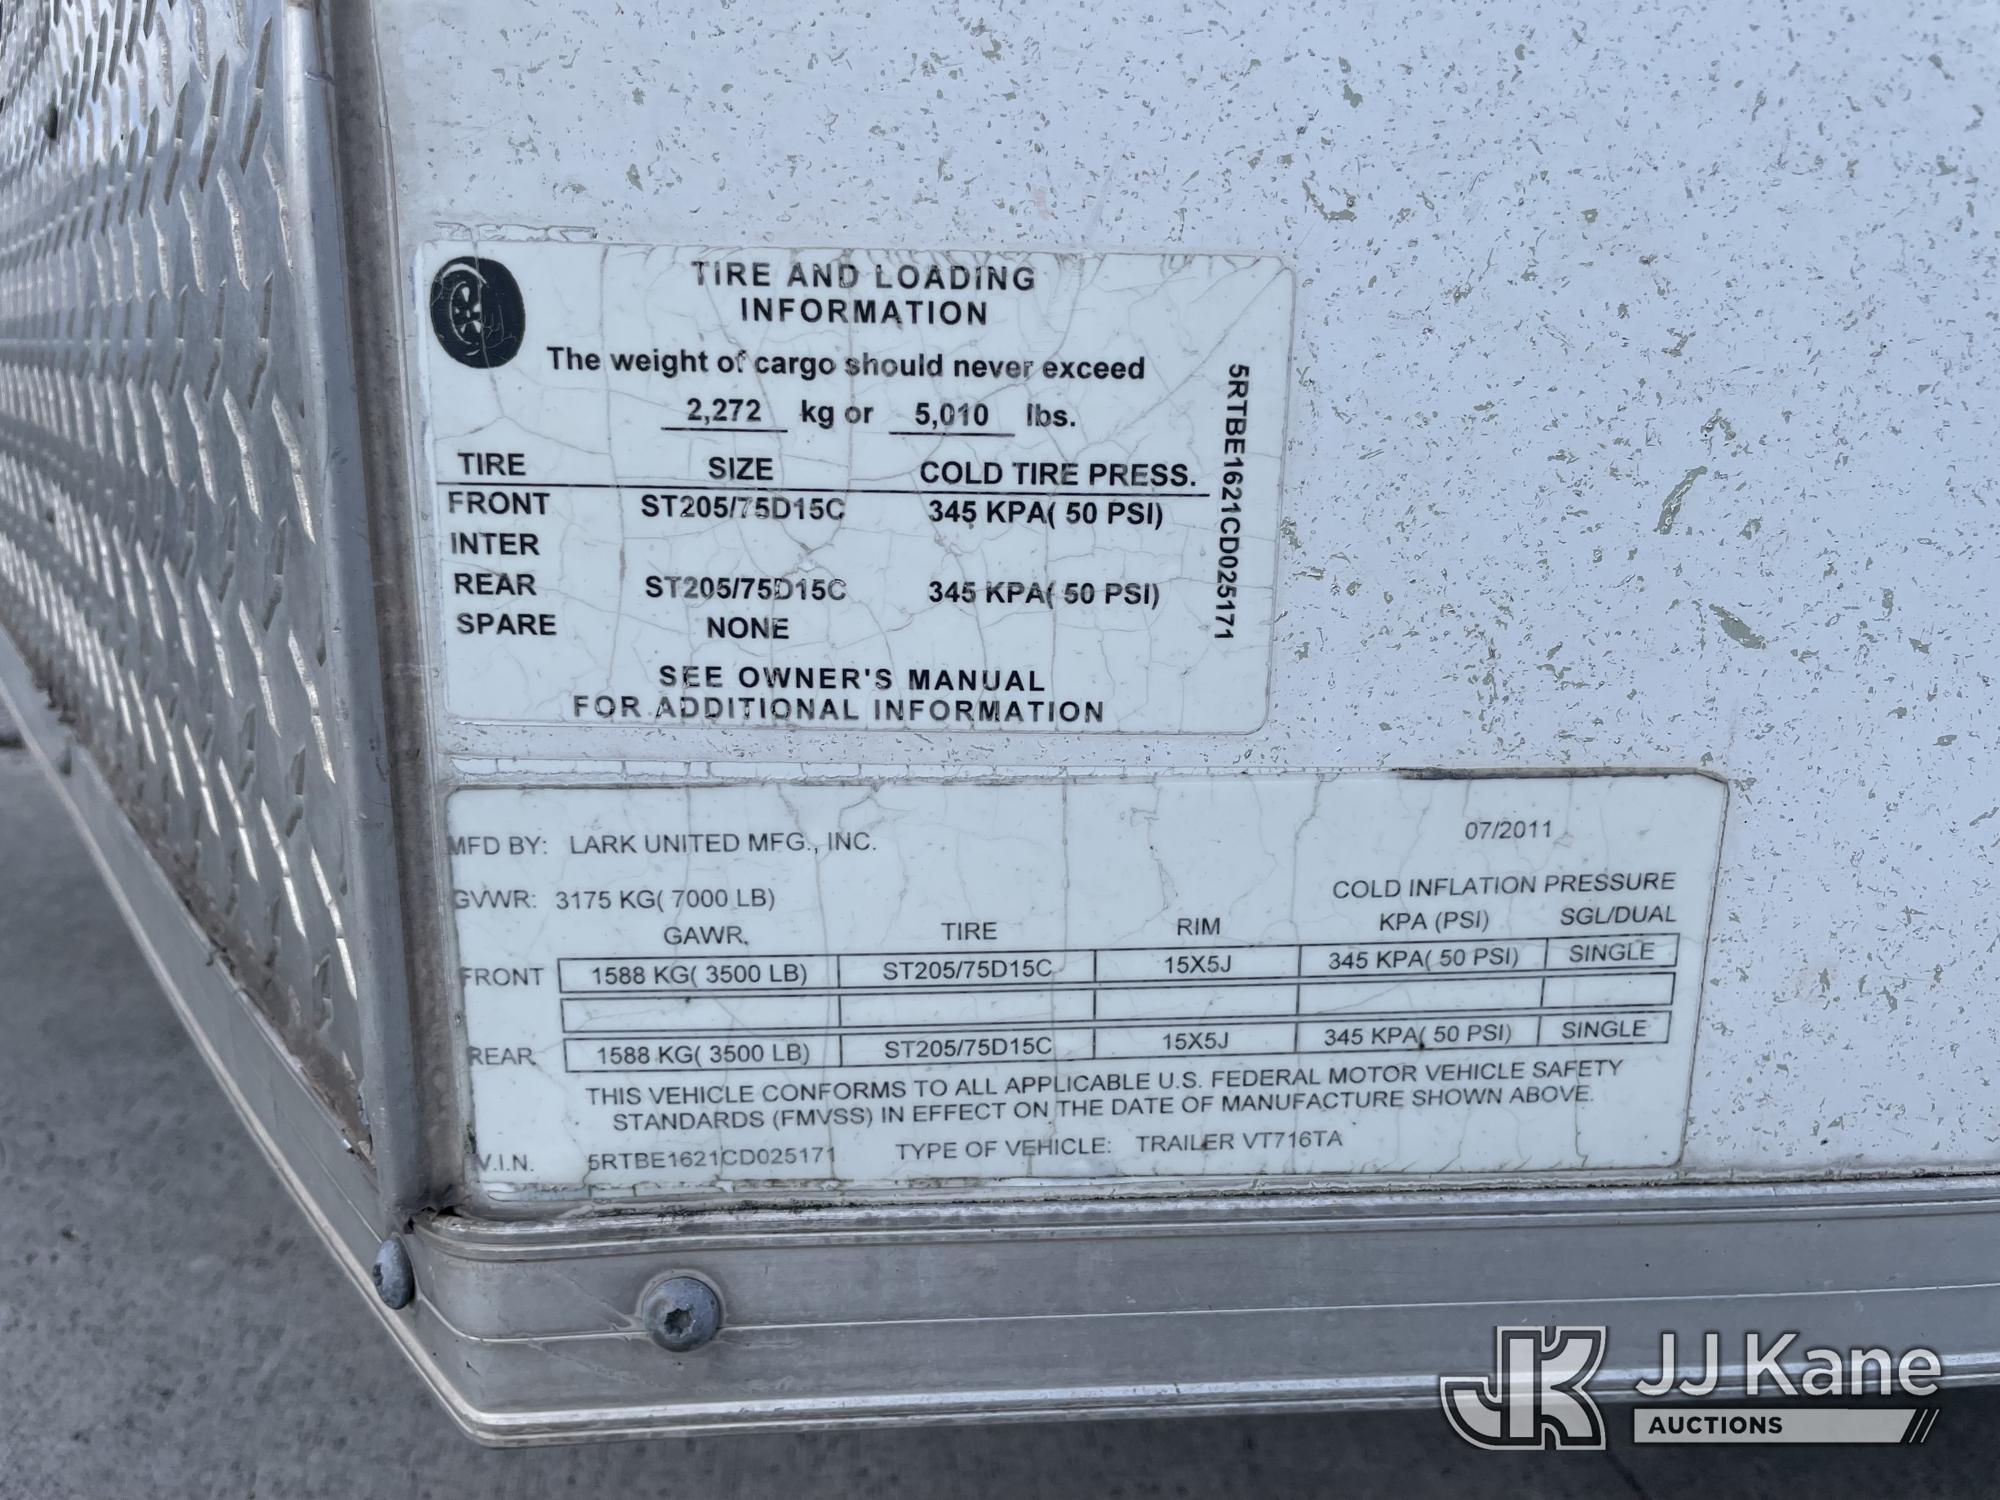 TIRE AND LOADING
INFORMATION
The weight of cargo should never exceed
2,272 kg or 5,010 lbs.
TIRE SIZE COLD TIRE PRESS.
FRONT ST205/75D15C 345 KPA( 50 PSI)
INTER
REAR ST205/75D15C 345 KPA( 50 PSI)
SPARE NONE
SEE OWNER'S MANUAL
FOR ADDITIONAL INFORMATION
5RTBE1621CD025171
MFD BY: LARK UNITED MFG., INC. 07/2011
GVWR: 3175 KG( 7000 LB) COLD INFLATION PRESSURE
GAWR. TIRE RIM KPA (PSI) SGL/DUAL
FRONT 1588 KG( 3500 LB) ST205/75D15C 15X5J 345 KPA( 50 PSI) SINGLE
REAR 1588 KG( 3500 LB) ST205/75D15C 15X5J 345 KPA( 50 PSI) SINGLE
THIS VEHICLE CONFORMS TO ALL APPLICABLE U.S. FEDERAL MOTOR VEHICLE SAFETY
STANDARDS (FMVSS) IN EFFECT ON THE DATE OF MANUFACTURE SHOWN ABOVE.
V.I.N. 5RTBE1621CD025171 TYPE OF VEHICLE: TRAILER VT716TA
JK JJ Kane
AUCTIONS